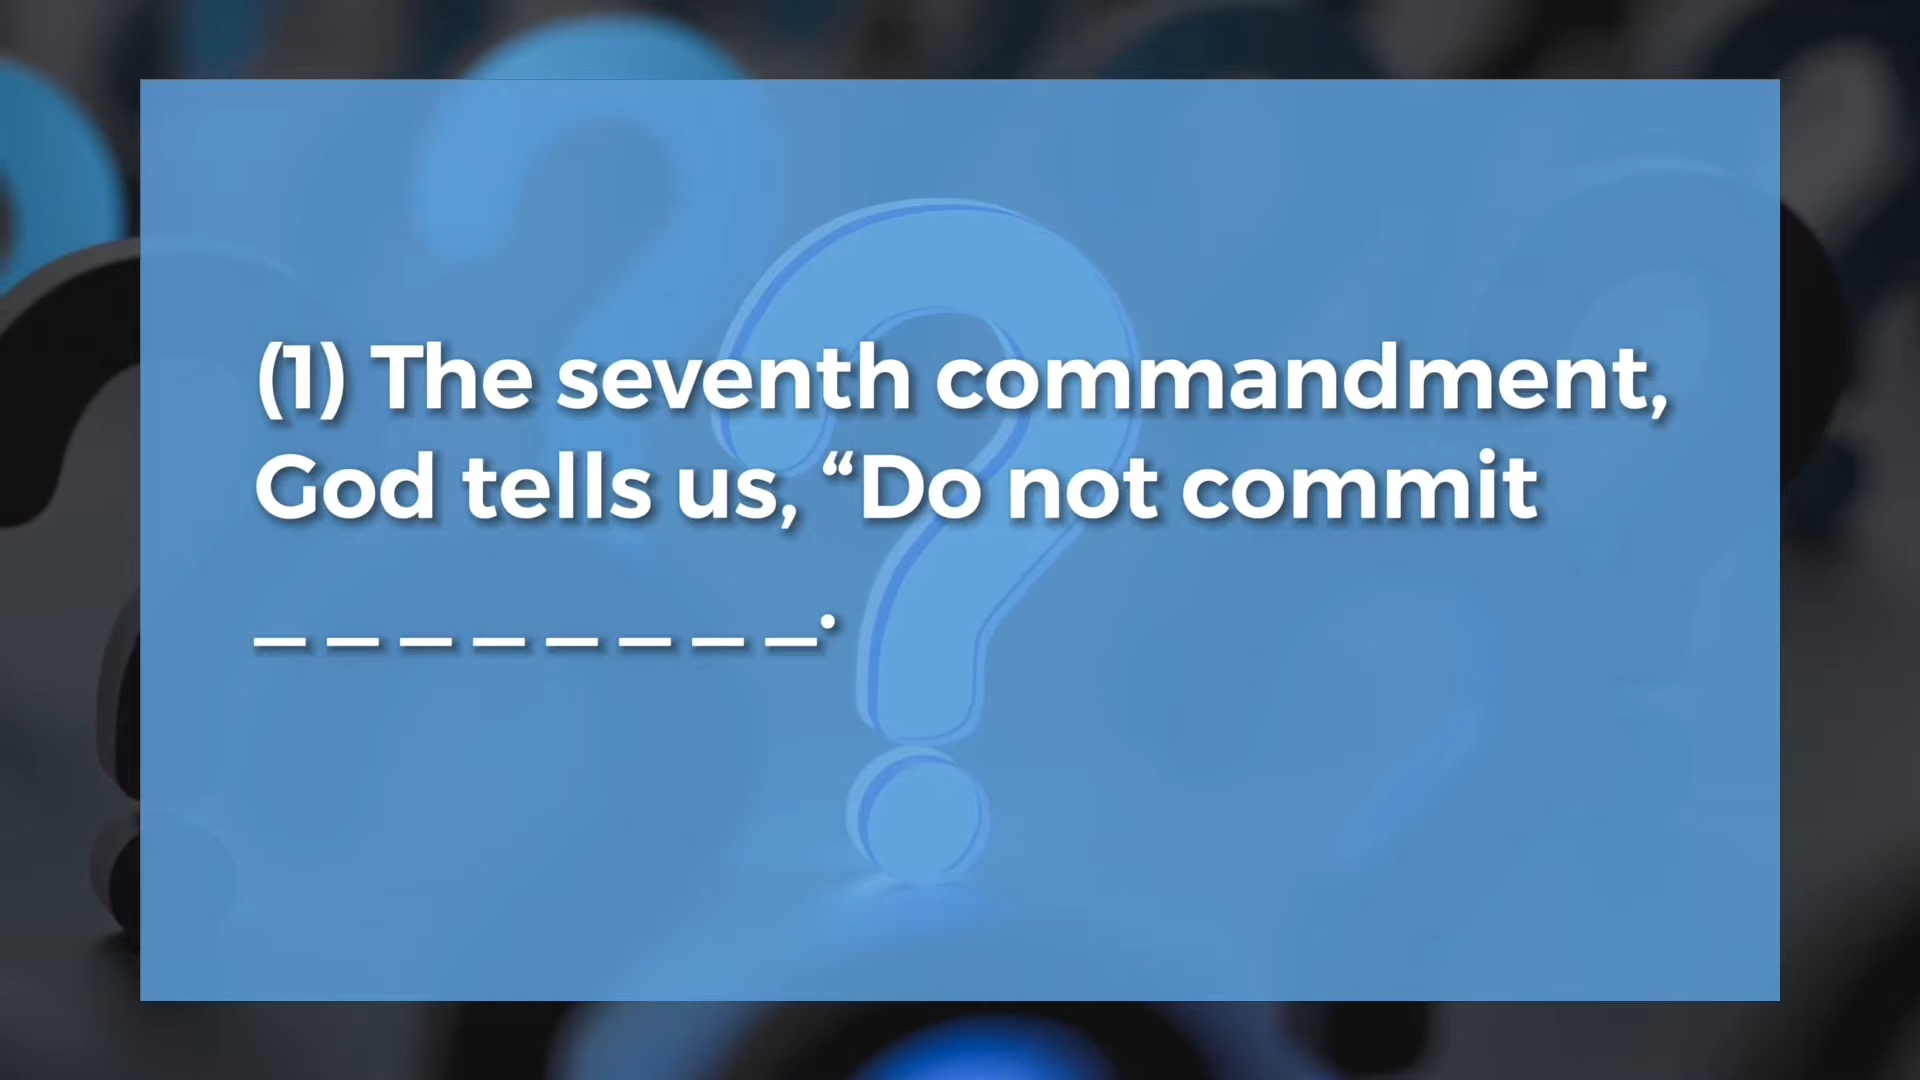 (1) The seventh commandment,
God tells us, “Do not commit
_ _ _ _ _ _ _ _.